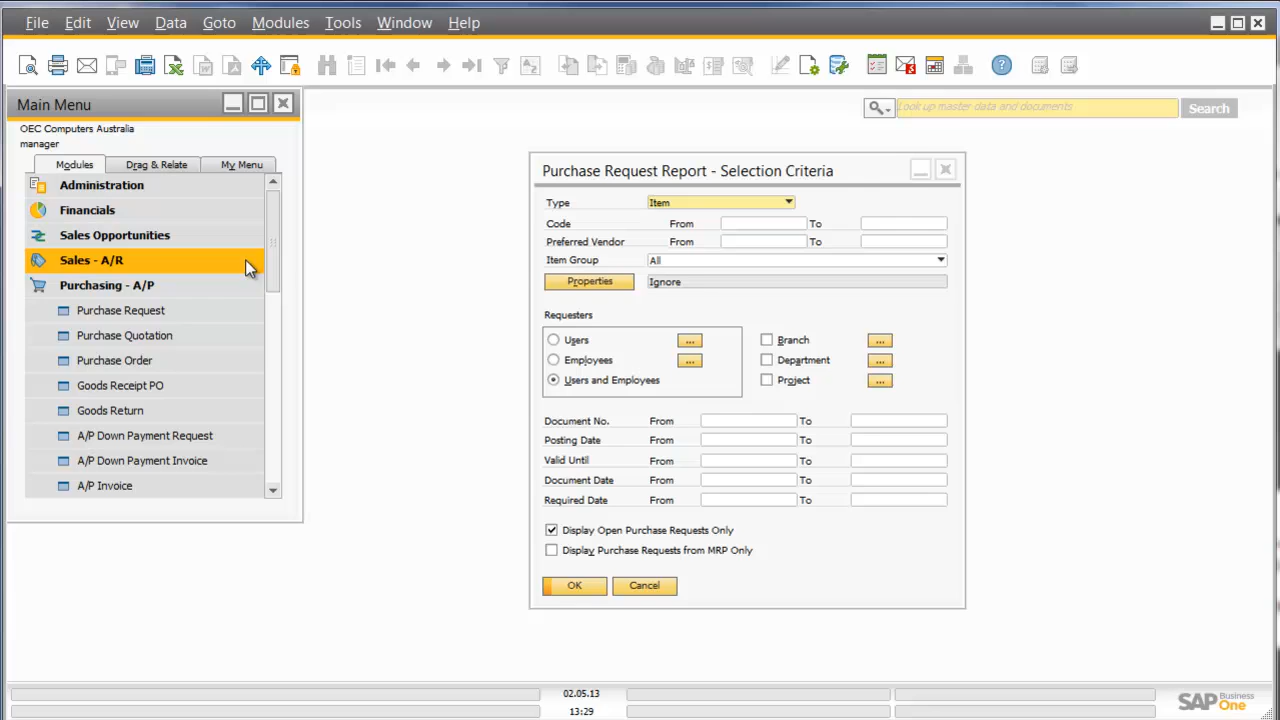 File Edit View Data Goto Modules Tools Window Help
Main Menu
Look up master data and documents
Search
OEC Computers Australia
manager
Modules Drag & Relate My Menu
Administration
Financials
Sales Opportunities
Sales - A/R
Purchasing - A/P
Purchase Request
Purchase Quotation
Purchase Order
Goods Receipt PO
Goods Return
A/P Down Payment Request
A/P Down Payment Invoice
A/P Invoice
Purchase Request Report - Selection Criteria
Type Item
Code From To
Preferred Vendor From To
Item Group All
Properties Ignore
Requesters
Users ... Branch ...
Employees ... Department ...
Users and Employees Project ...
Document No. From To
Posting Date From To
Valid Until From To
Document Date From To
Required Date From To
Display Open Purchase Requests Only
Display Purchase Requests from MRP Only
OK Cancel
02.05.13
13:29
SAP Business One